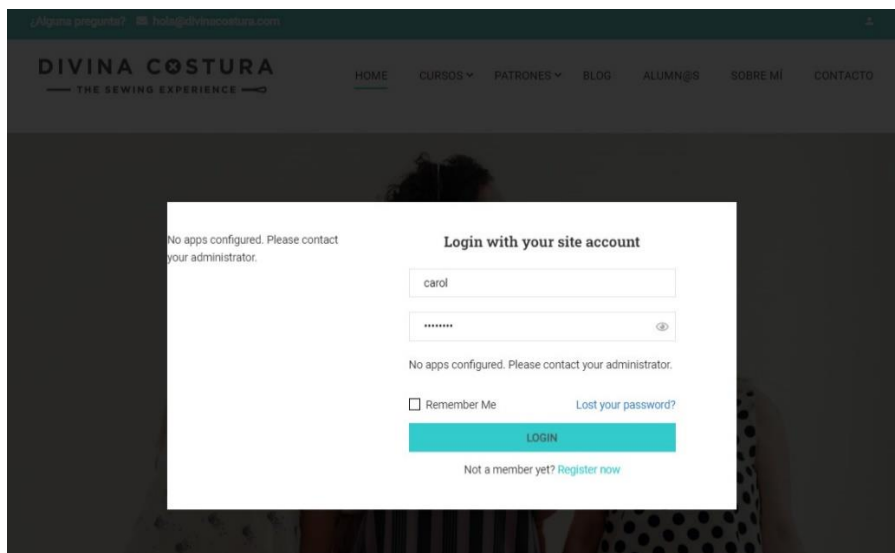 ¿Alguna pregunta? hola@divinacostura.com
DIVINA COSTURA
THE SEWING EXPERIENCE
HOME CURSOS PATRONES BLOG ALUMN@S SOBRE MÍ CONTACTO
No apps configured. Please contact
your administrator.
Login with your site account
carol
••••••••
No apps configured. Please contact your administrator.
Remember Me Lost your password?
LOGIN
Not a member yet? Register now